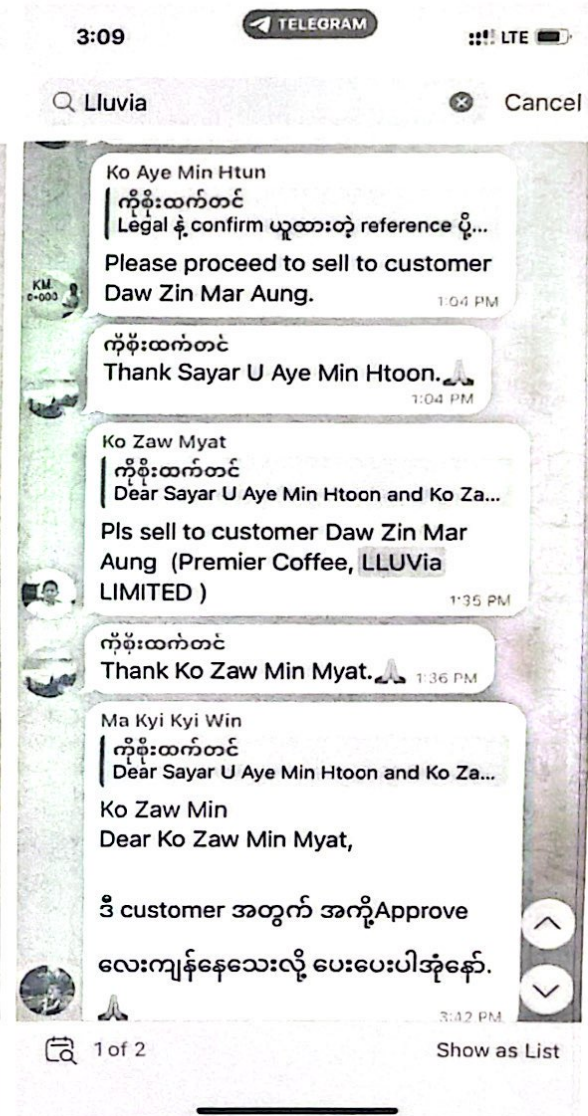 3:09
TELEGRAM
LTE
Lluvia
Cancel
Ko Aye Min Htun
ကိုစိုးထက်တင်
Legal နဲ့ confirm ယူထားတဲ့ reference ပို့...
Please proceed to sell to customer
Daw Zin Mar Aung.
1:04 PM
KM
0+000
ကိုစိုးထက်တင်
Thank Sayar U Aye Min Htoon.🙏
1:04 PM
Ko Zaw Myat
ကိုစိုးထက်တင်
Dear Sayar U Aye Min Htoon and Ko Za...
Pls sell to customer Daw Zin Mar
Aung (Premier Coffee, LLUVia
LIMITED )
1:35 PM
ကိုစိုးထက်တင်
Thank Ko Zaw Min Myat.🙏 1:36 PM
Ma Kyi Kyi Win
ကိုစိုးထက်တင်
Dear Sayar U Aye Min Htoon and Ko Za...
Ko Zaw Min
Dear Ko Zaw Min Myat,
ဒီ customer အတွက် အကို့Approve
လေးကျန်နေသေးလို့ ပေးပေးပါအုံနော်.
🙏
3:42 PM
1 of 2
Show as List